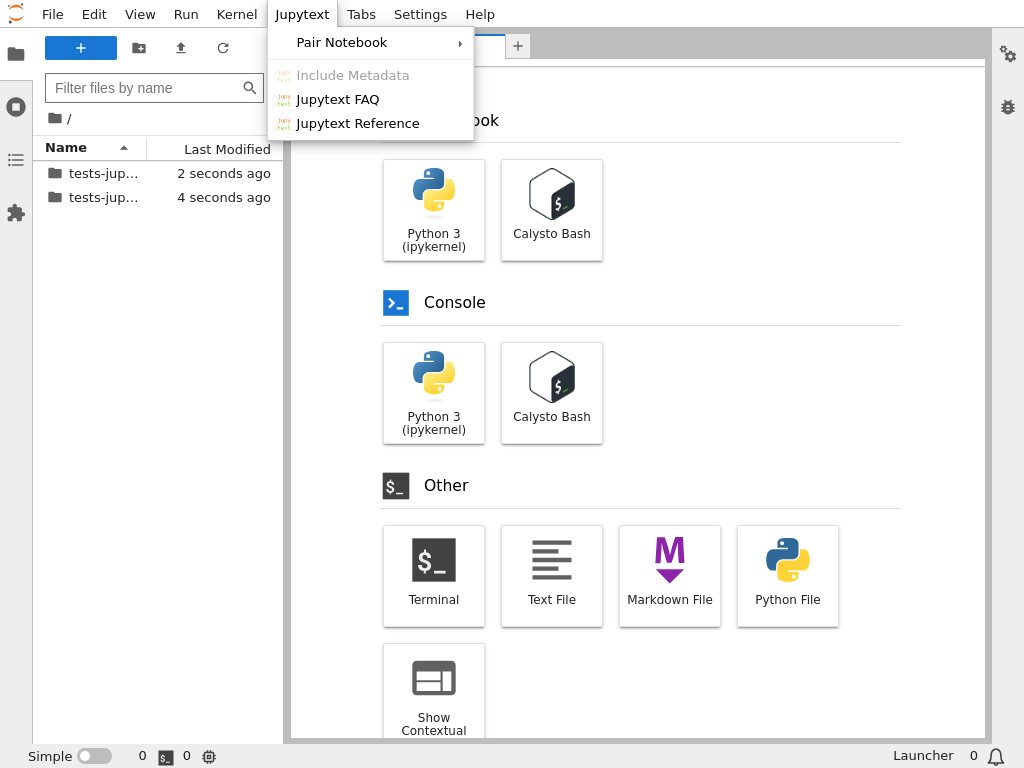 File Edit View Run Kernel Jupytext Tabs Settings Help
Pair Notebook
Include Metadata
Jupytext FAQ
Jupytext Reference
Filter files by name
/
Name Last Modified
tests-jup… 2 seconds ago
tests-jup… 4 seconds ago
ook
Python 3
(ipykernel)
Calysto Bash
Console
Python 3
(ipykernel)
Calysto Bash
$_ Other
$_
Terminal
Text File
M
Markdown File
Python File
Show
Contextual
Simple 0 $_ 0 Launcher 0